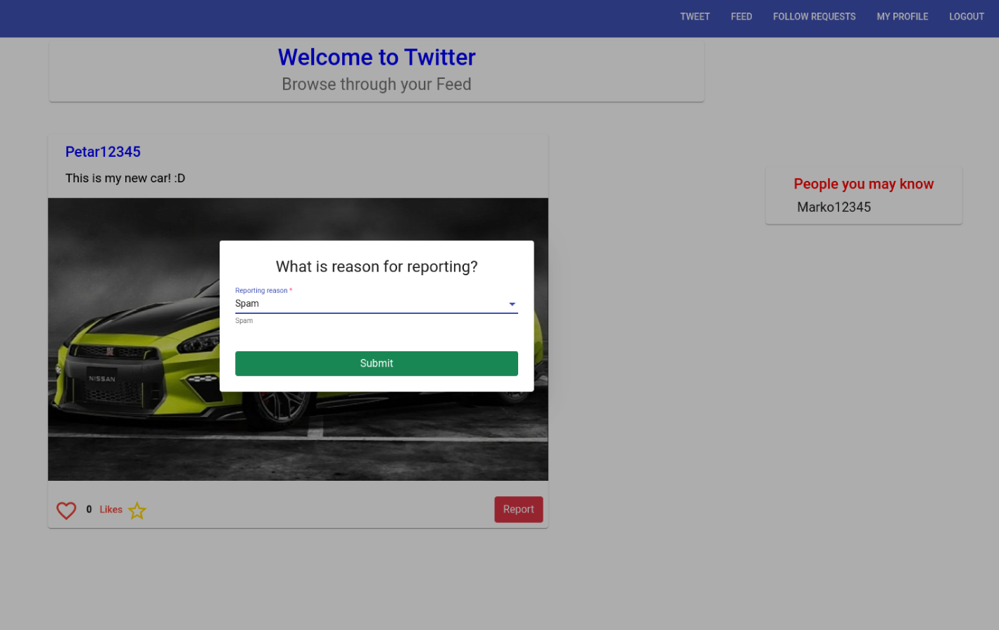 TWEET FEED FOLLOW REQUESTS MY PROFILE LOGOUT
Welcome to Twitter
Browse through your Feed
Petar12345
This is my new car! :D
People you may know
Marko12345
What is reason for reporting?
Reporting reason *
Spam
Spam
Submit
NISSAN
0 Likes
Report